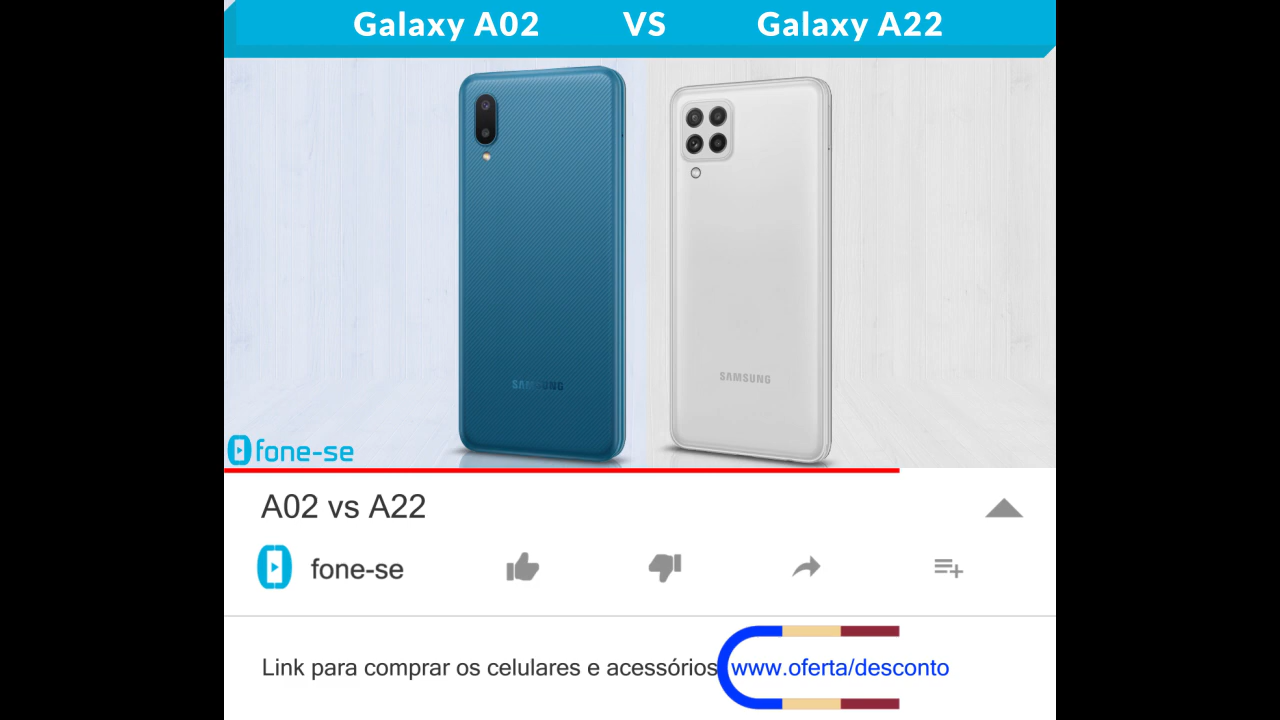 Galaxy A02 VS Galaxy A22
SAMSUNG
SAMSUNG
fone-se
A02 vs A22
fone-se
Link para comprar os celulares e acessórios www.oferta/desconto